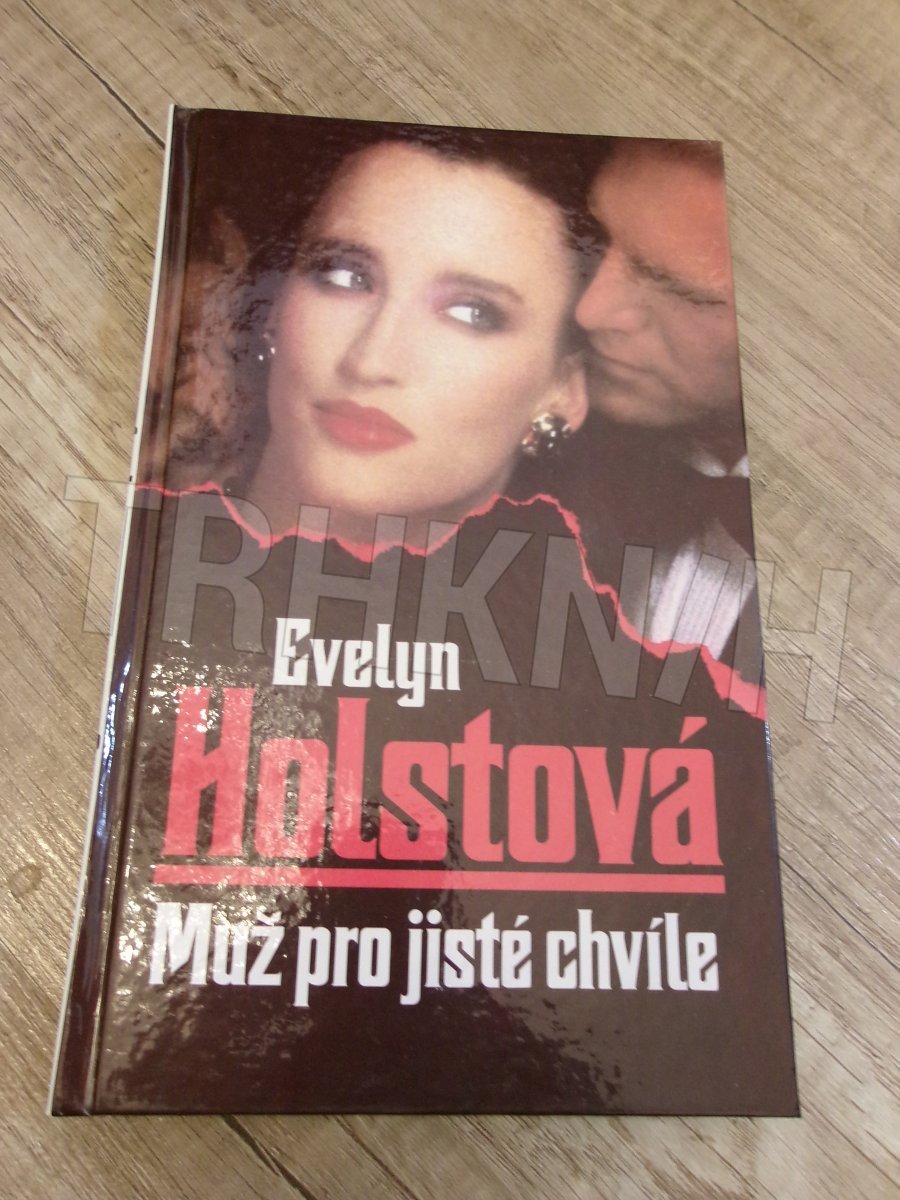 TRHKNIH
Evelyn
Holstová
Muž pro jisté chvíle